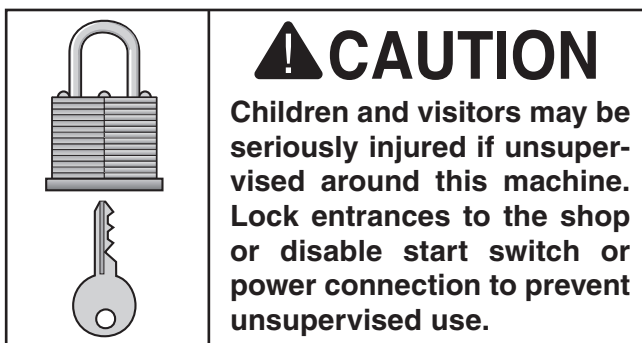 CAUTION
Children and visitors may be
seriously injured if unsuper-
vised around this machine.
Lock entrances to the shop
or disable start switch or
power connection to prevent
unsupervised use.